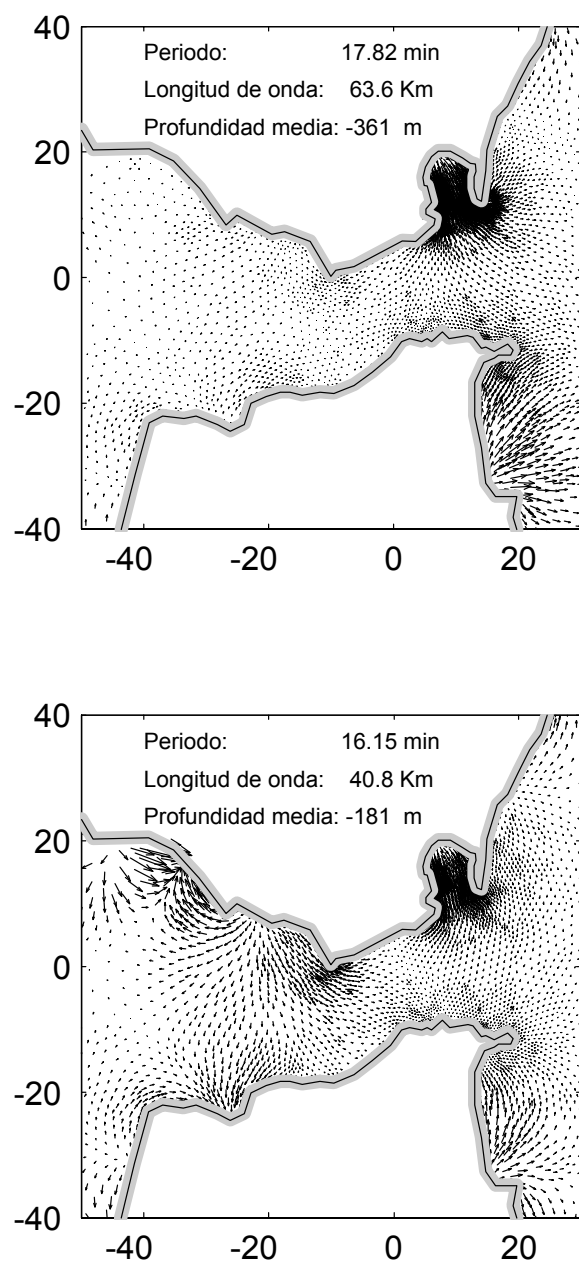 40
Periodo: 17.82 min
Longitud de onda: 63.6 Km
Profundidad media: -361 m
20
0
-20
-40
-40 -20 0 20
40
Periodo: 16.15 min
Longitud de onda: 40.8 Km
Profundidad media: -181 m
20
0
-20
-40
-40 -20 0 20